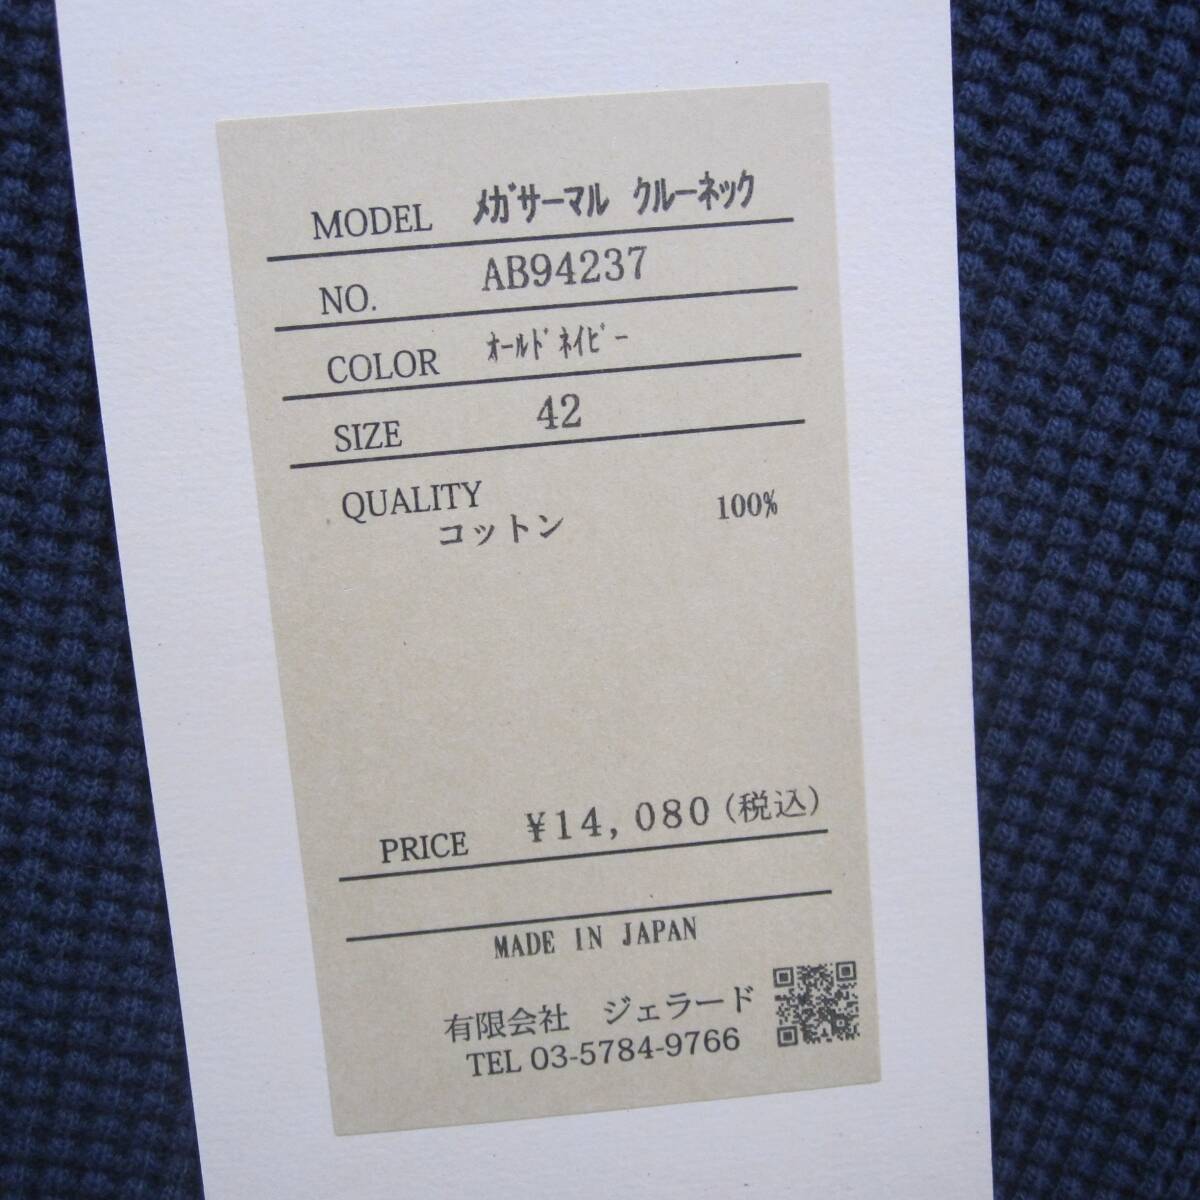 MODEL ﾒｶﾞｻｰﾏﾙ ｸﾙｰﾈｯｸ
NO. AB94237
COLOR ｵｰﾙﾄﾞﾈｲﾋﾞｰ
SIZE 42
QUALITY
コットン 100%
PRICE ¥14,080(税込)
MADE IN JAPAN
有限会社 ジェラード
TEL 03-5784-9766